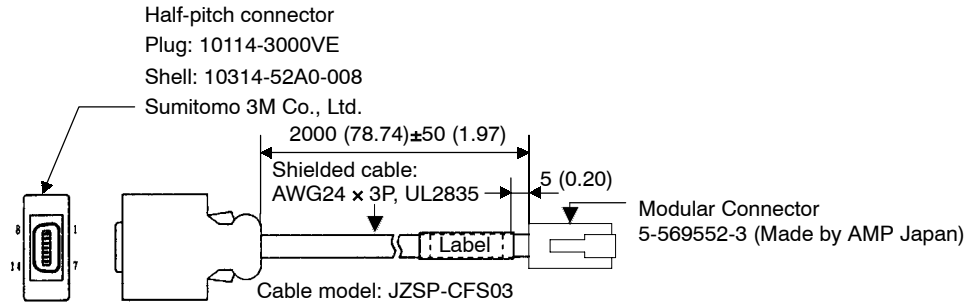 Half-pitch connector
Plug: 10114-3000VE
Shell: 10314-52A0-008
Sumitomo 3M Co., Ltd.
2000 (78.74)±50 (1.97)
Shielded cable:
AWG24 × 3P, UL2835
5 (0.20)
Modular Connector
5-569552-3 (Made by AMP Japan)
8
1
14
7
Label
Cable model: JZSP-CFS03